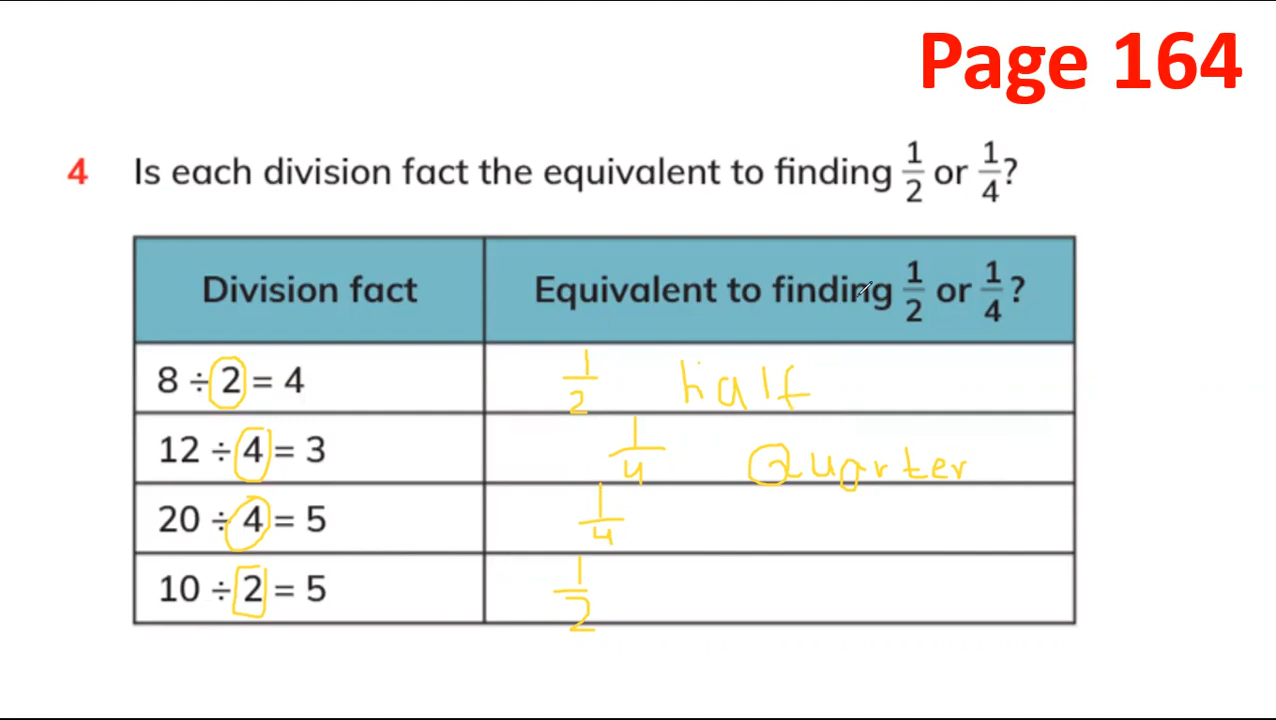 Page 164
4 Is each division fact the equivalent to finding 1/2 or 1/4?
Division fact Equivalent to finding 1/2 or 1/4?
8 ÷ 2 = 4 1/2 half
12 ÷ 4 = 3 1/4 Quarter
20 ÷ 4 = 5 1/4
10 ÷ 2 = 5 1/2